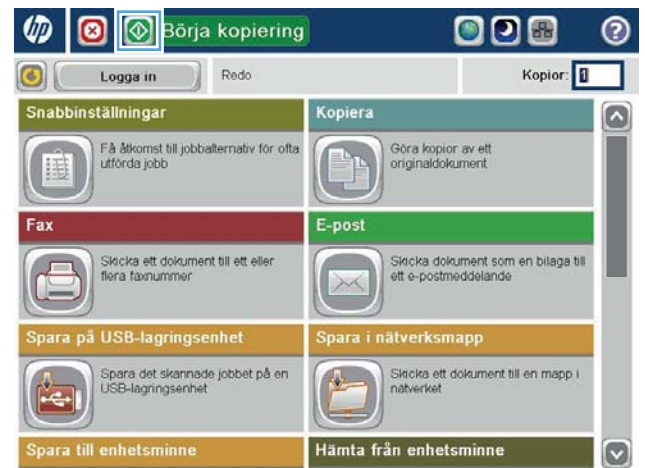 hp
Börja kopiering
?
Logga in
Redo
Kopior: 1
Snabbinställningar
Få åtkomst till jobbalternativ för ofta
utförda jobb
Kopiera
Göra kopior av ett
originaldokument
Fax
Skicka ett dokument till ett eller
flera faxnummer
E-post
Skicka dokument som en bilaga till
ett e-postmeddelande
Spara på USB-lagringsenhet
Spara det skannade jobbet på en
USB-lagringsenhet
Spara i nätverksmapp
Skicka ett dokument till en mapp i
nätverket
Spara till enhetsminne
Hämta från enhetsminne